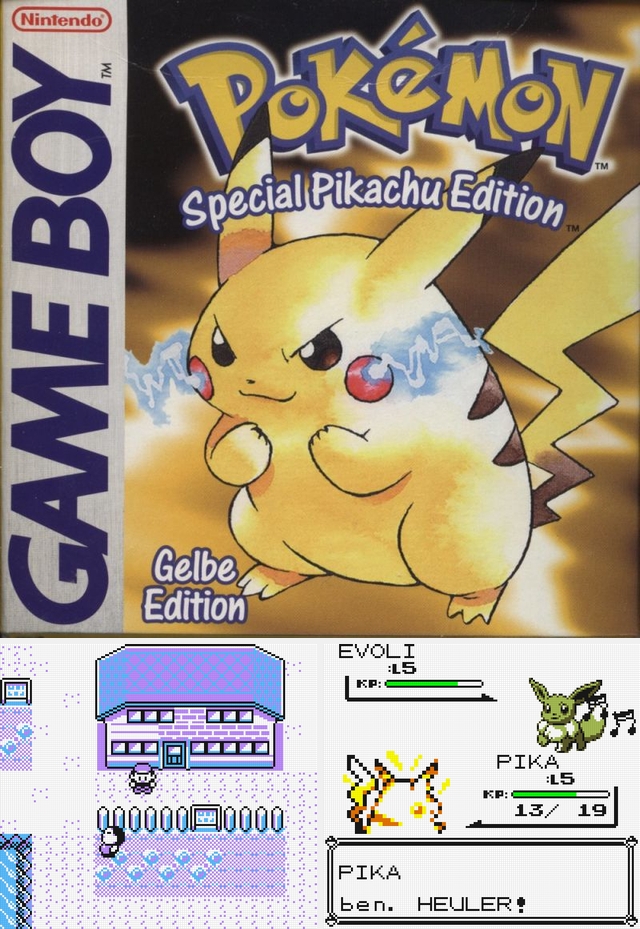 Nintendo
GAME BOY
TM
POKéMON
TM
Special Pikachu Edition
TM
Gelbe
Edition
EVOLI
:L5
KP:
PIKA
:L5
KP:
13/ 19
PIKA
ben. HEULER!